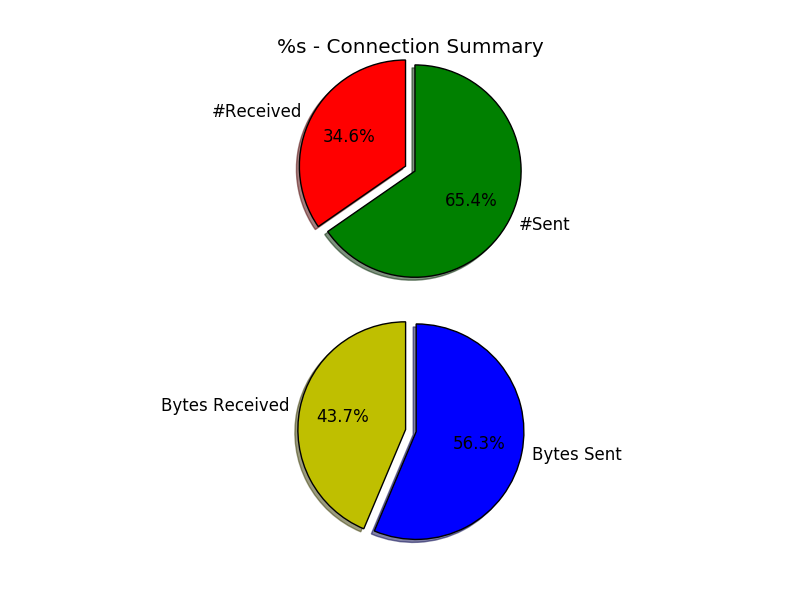 %s - Connection Summary
#Received
34.6%
65.4%
#Sent
Bytes Received
43.7%
56.3%
Bytes Sent